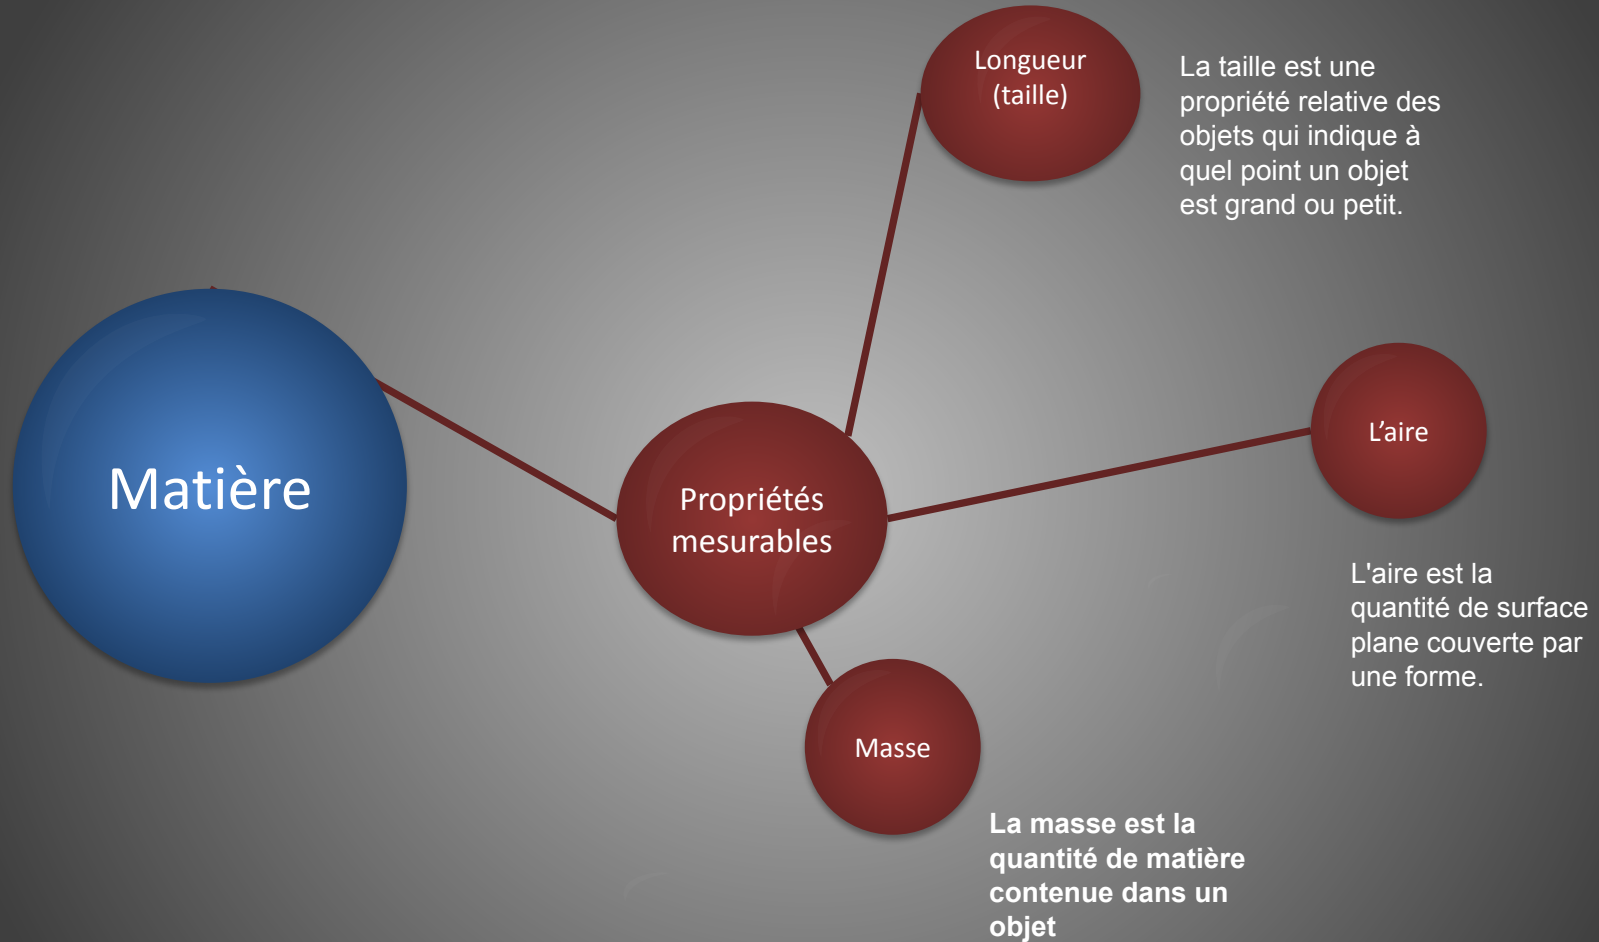 Longueur
(taille)
La taille est une
propriété relative des
objets qui indique à
quel point un objet
est grand ou petit.
Matière
Propriétés
mesurables
L’aire
L'aire est la
quantité de surface
plane couverte par
une forme.
Masse
La masse est la
quantité de matière
contenue dans un
objet